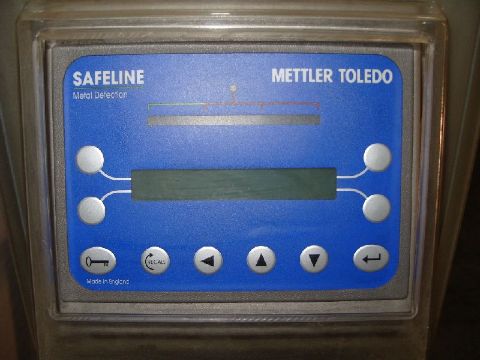 SAFELINE
METTLER TOLEDO
Metal Detection
RECALL
Made in England